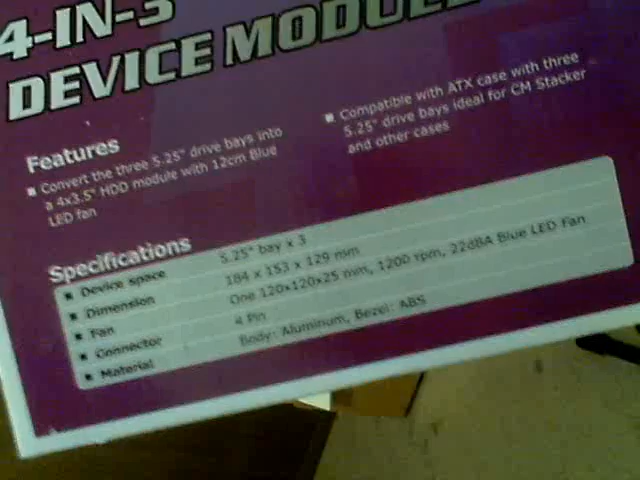 4-IN-3
DEVICE MODULE
Features
■ Convert the three 5.25" drive bays into
a 4x3.5" HDD module with 12cm Blue
LED fan
■ Compatible with ATX case with three
5.25" drive bays ideal for CM Stacker
and other cases
Specifications
■ Device space 5.25" bay x 3
■ Dimension 184 x 153 x 129 mm
■ Fan One 120x120x25 mm, 1200 rpm, 22dBA Blue LED Fan
■ Connector 4 Pin
■ Material Body: Aluminum, Bezel: ABS